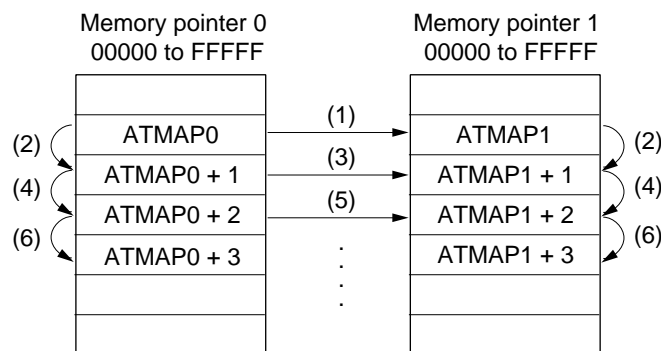 Memory pointer 0
00000 to FFFFF
Memory pointer 1
00000 to FFFFF
(1)
(2) ATMAP0 ATMAP1 (2)
(3)
ATMAP0 + 1 ATMAP1 + 1
(4) (4)
(5)
ATMAP0 + 2 ATMAP1 + 2
(6) (6)
ATMAP0 + 3 ATMAP1 + 3